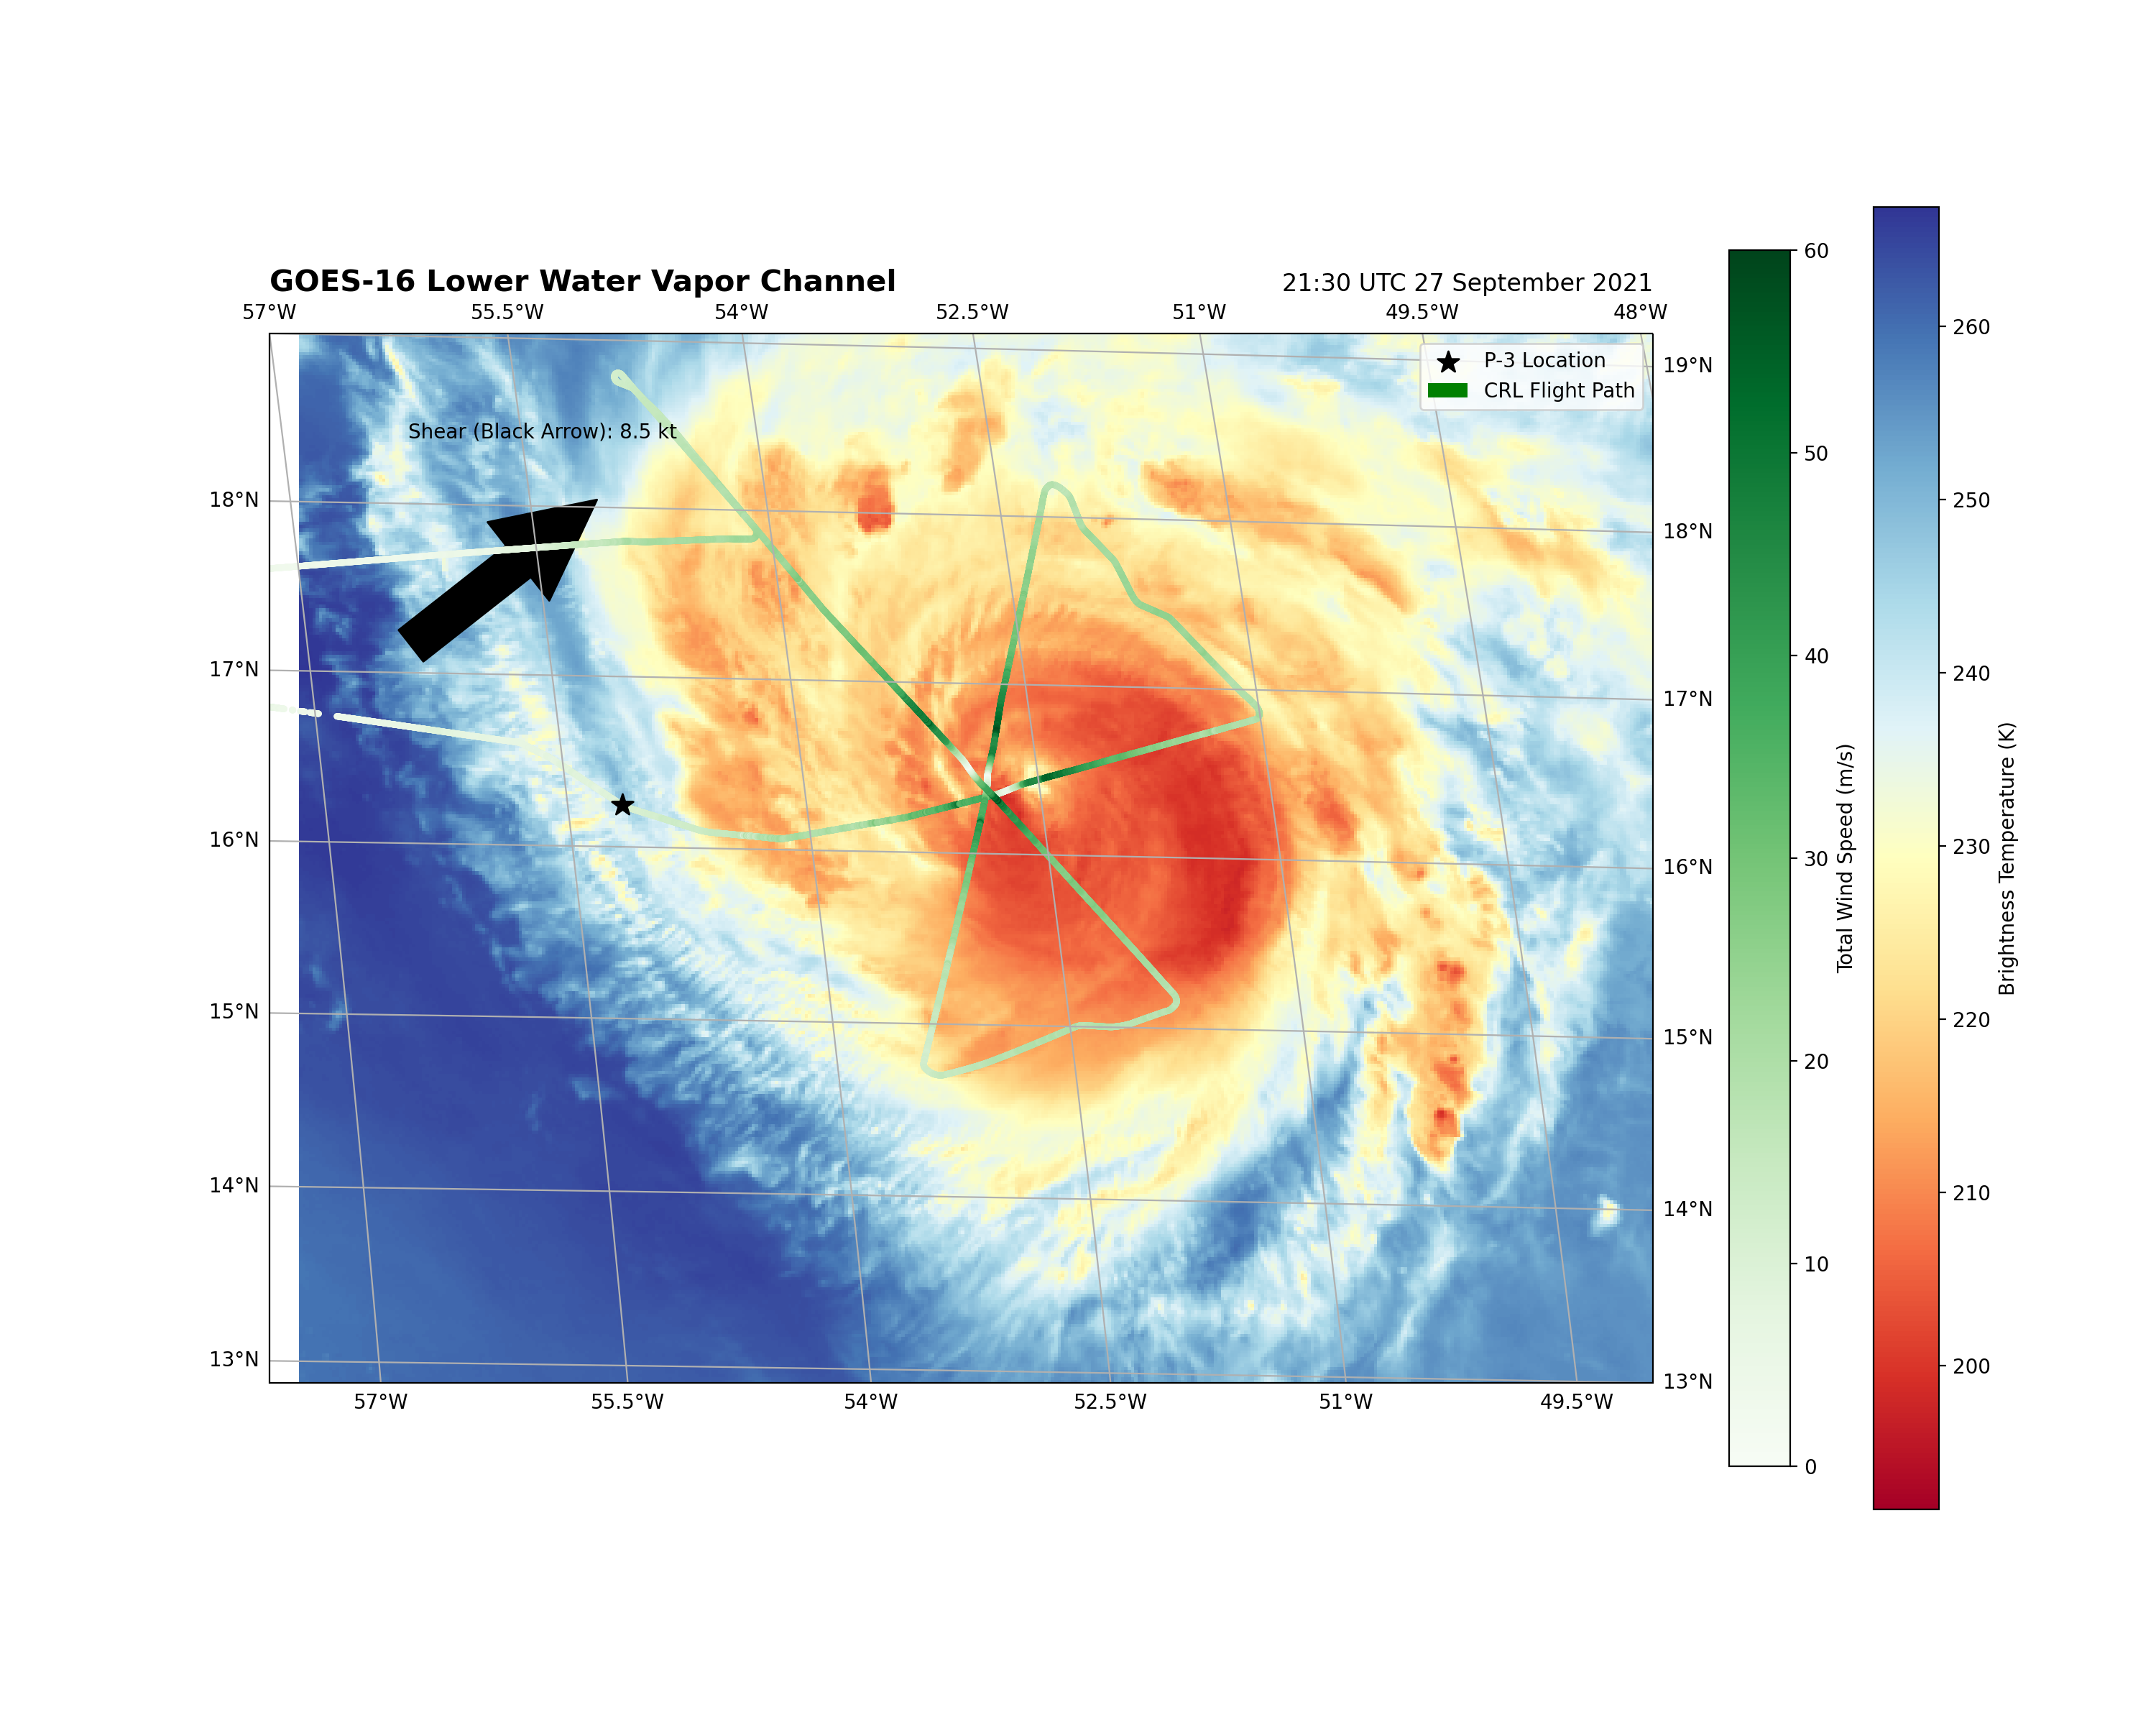 GOES-16 Lower Water Vapor Channel
21:30 UTC 27 September 2021
57°W 55.5°W 54°W 52.5°W 51°W 49.5°W 48°W
P-3 Location
CRL Flight Path
Shear (Black Arrow): 8.5 kt
18°N
17°N
16°N
15°N
14°N
13°N
19°N
18°N
17°N
16°N
15°N
14°N
13°N
57°W 55.5°W 54°W 52.5°W 51°W 49.5°W
60
50
40
30
20
10
0
Total Wind Speed (m/s)
260
250
240
230
220
210
200
Brightness Temperature (K)